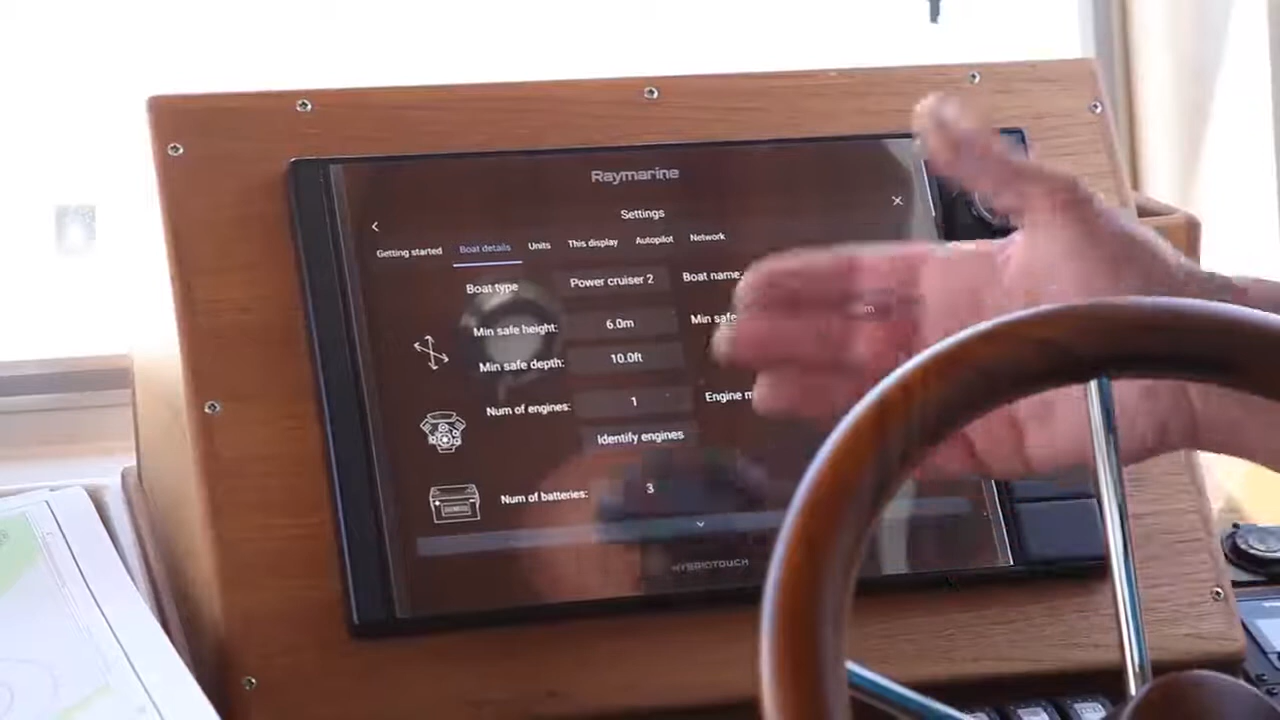 Raymarine
Settings
Getting started Boat details Units This display Autopilot Network
Boat type Power cruiser 2 Boat name:
Min safe height: 6.0m Min safe m
Min safe depth: 10.0ft
Num of engines: 1 Engine m
Identify engines
Num of batteries: 3
HYBRIDTOUCH